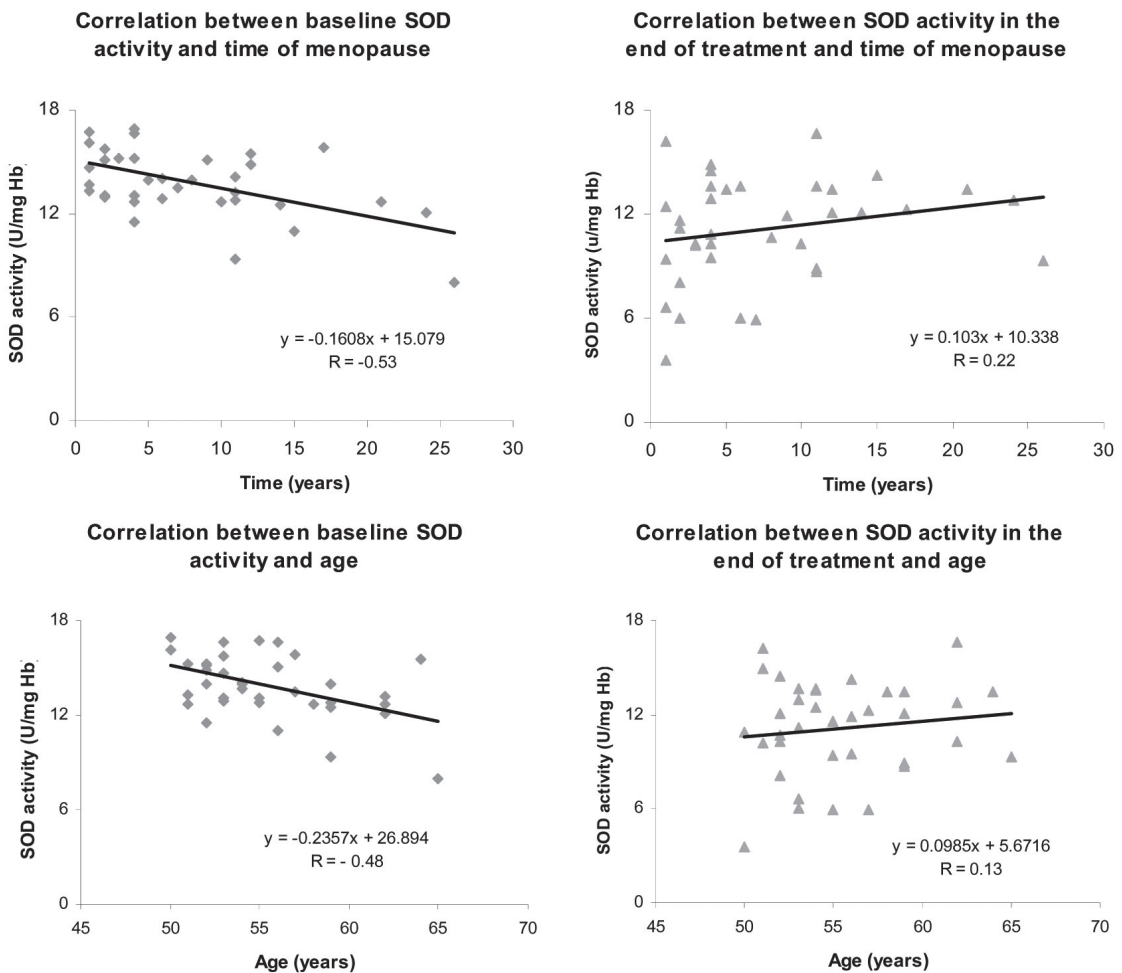 Correlation between baseline SOD
activity and time of menopause
18
12
6
0
SOD activity (U/mg Hb)
y = -0.1608x + 15.079
R = -0.53
0 5 10 15 20 25 30
Time (years)
Correlation between SOD activity in the
end of treatment and time of menopause
18
12
6
0
SOD activity (u/mg Hb)
y = 0.103x + 10.338
R = 0.22
0 5 10 15 20 25 30
Time (years)
Correlation between baseline SOD
activity and age
18
12
6
0
SOD activity (U/mg Hb)
y = -0.2357x + 26.894
R = - 0.48
45 50 55 60 65 70
Age (years)
Correlation between SOD activity in the
end of treatment and age
18
12
6
0
SOD activity (U/mg Hb)
y = 0.0985x + 5.6716
R = 0.13
45 50 55 60 65 70
Age (years)